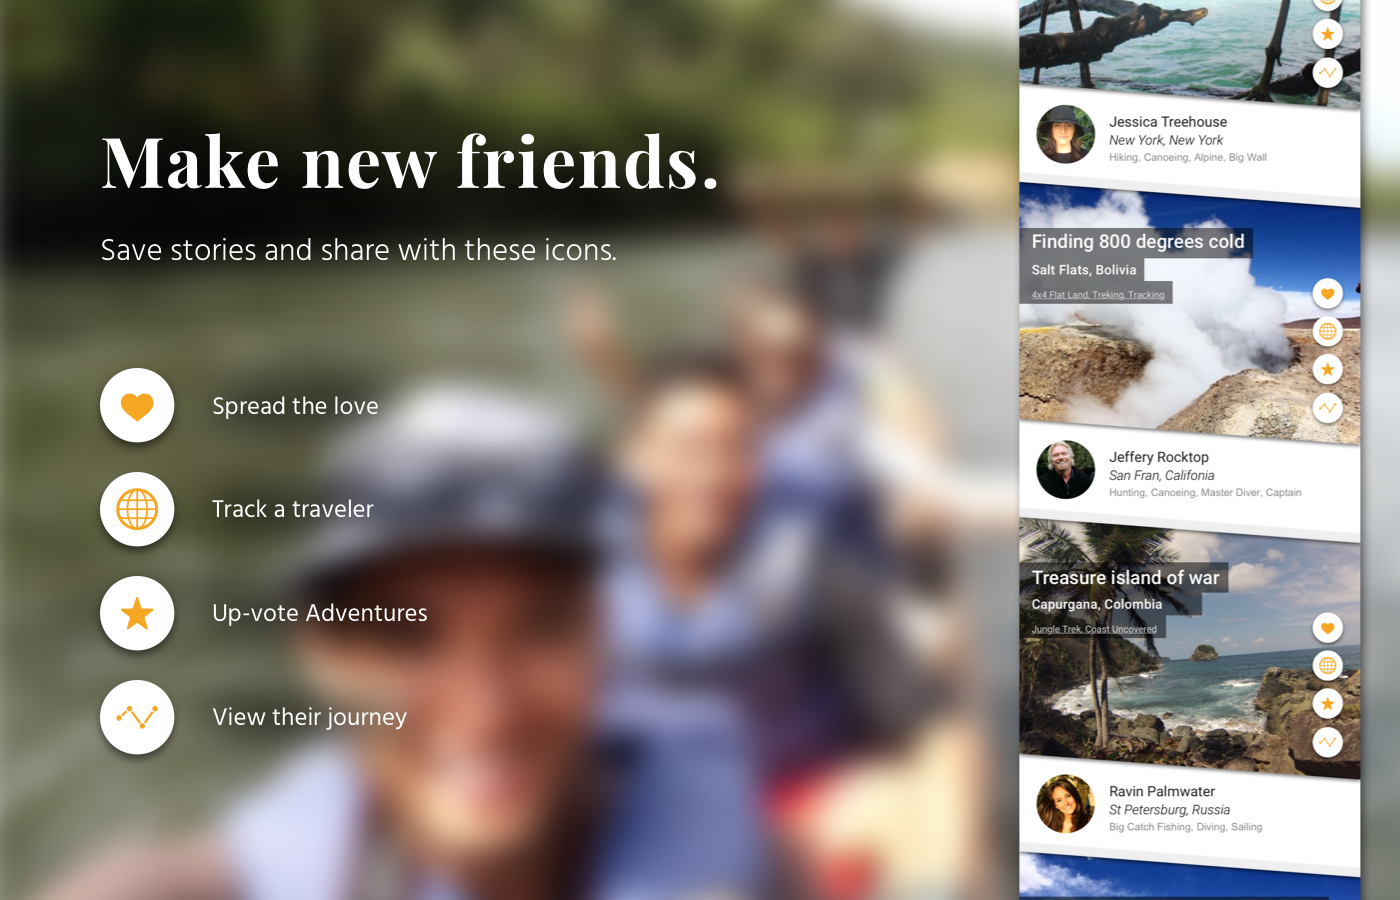 Make new friends.
Save stories and share with these icons.
Spread the love
Track a traveler
Up-vote Adventures
View their journey
Jessica Treehouse
New York, New York
Hiking, Canoeing, Alpine, Big Wall
Finding 800 degrees cold
Salt Flats, Bolivia
4x4 Flat Land, Treking, Tracking
Jeffery Rocktop
San Fran, Califonia
Hunting, Canoeing, Master Diver, Captain
Treasure island of war
Capurgana, Colombia
Jungle Trek, Coast Uncovered
Ravin Palmwater
St Petersburg, Russia
Big Catch Fishing, Diving, Sailing